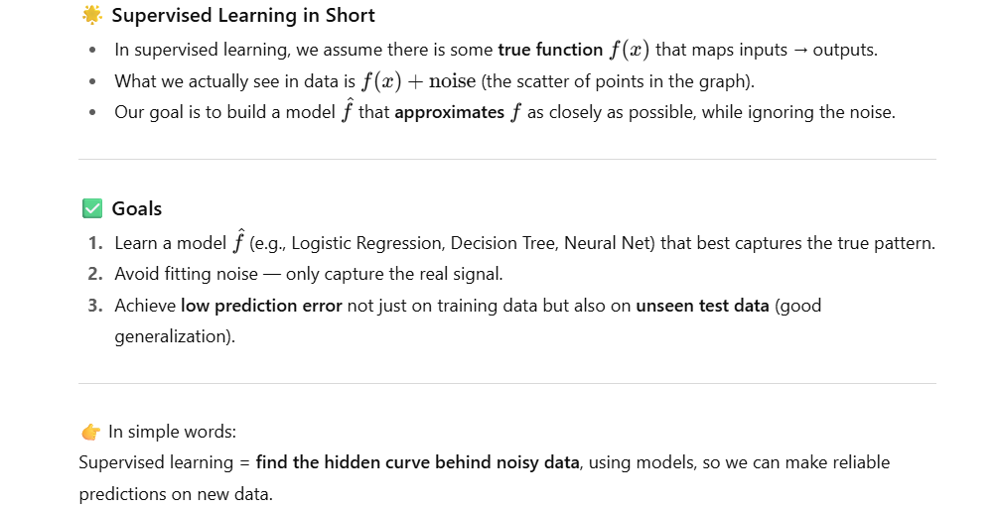 🌟 Supervised Learning in Short
• In supervised learning, we assume there is some true function f(x) that maps inputs → outputs.
• What we actually see in data is f(x) + noise (the scatter of points in the graph).
• Our goal is to build a model f̂ that approximates f as closely as possible, while ignoring the noise.
✅ Goals
1. Learn a model f̂ (e.g., Logistic Regression, Decision Tree, Neural Net) that best captures the true pattern.
2. Avoid fitting noise — only capture the real signal.
3. Achieve low prediction error not just on training data but also on unseen test data (good
generalization).
👉 In simple words:
Supervised learning = find the hidden curve behind noisy data, using models, so we can make reliable
predictions on new data.